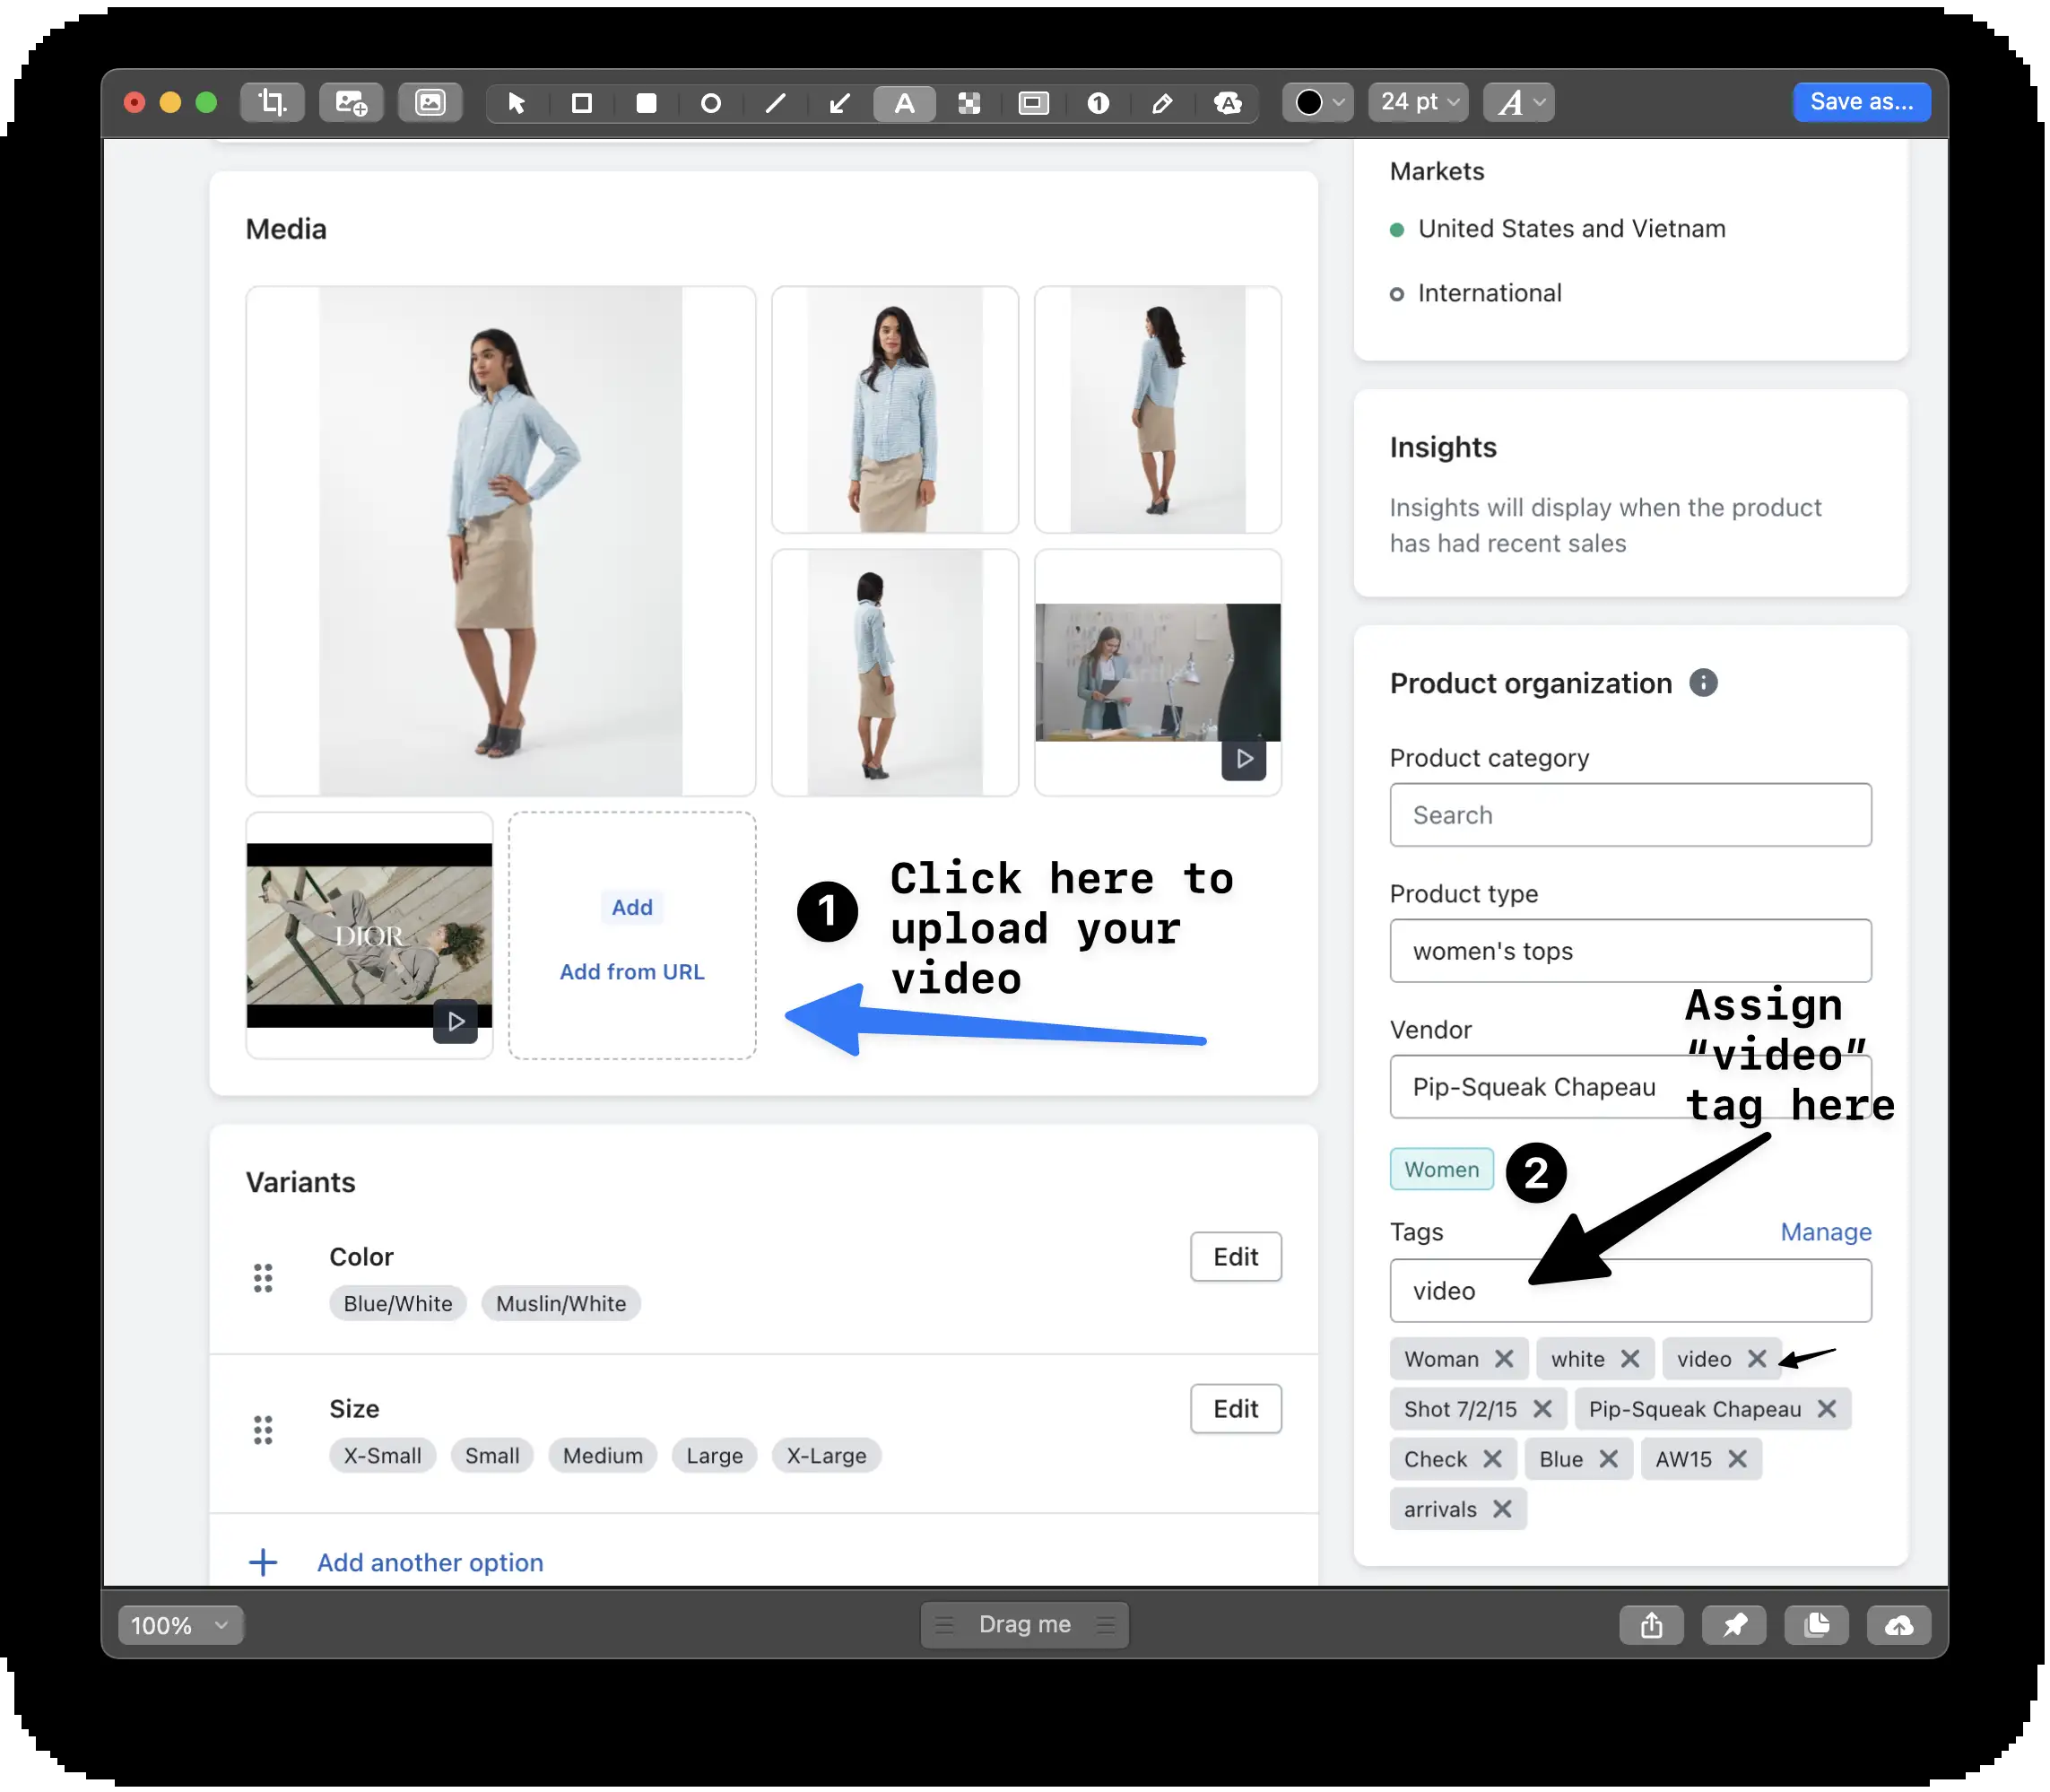 A
1
A
24 pt
A
Save as...
Media
DIOR
Add
Add from URL
1
Click here to
upload your
video
Variants
Color
Edit
Blue/White
Muslin/White
Size
Edit
X-Small
Small
Medium
Large
X-Large
Add another option
Markets
United States and Vietnam
International
Insights
Insights will display when the product
has had recent sales
Product organization
Product category
Search
Product type
women's tops
Assign
“video”
tag here
Vendor
Pip-Squeak Chapeau
Women
2
Tags
Manage
video
Woman
white
video
Shot 7/2/15
Pip-Squeak Chapeau
Check
Blue
AW15
arrivals
100%
Drag me